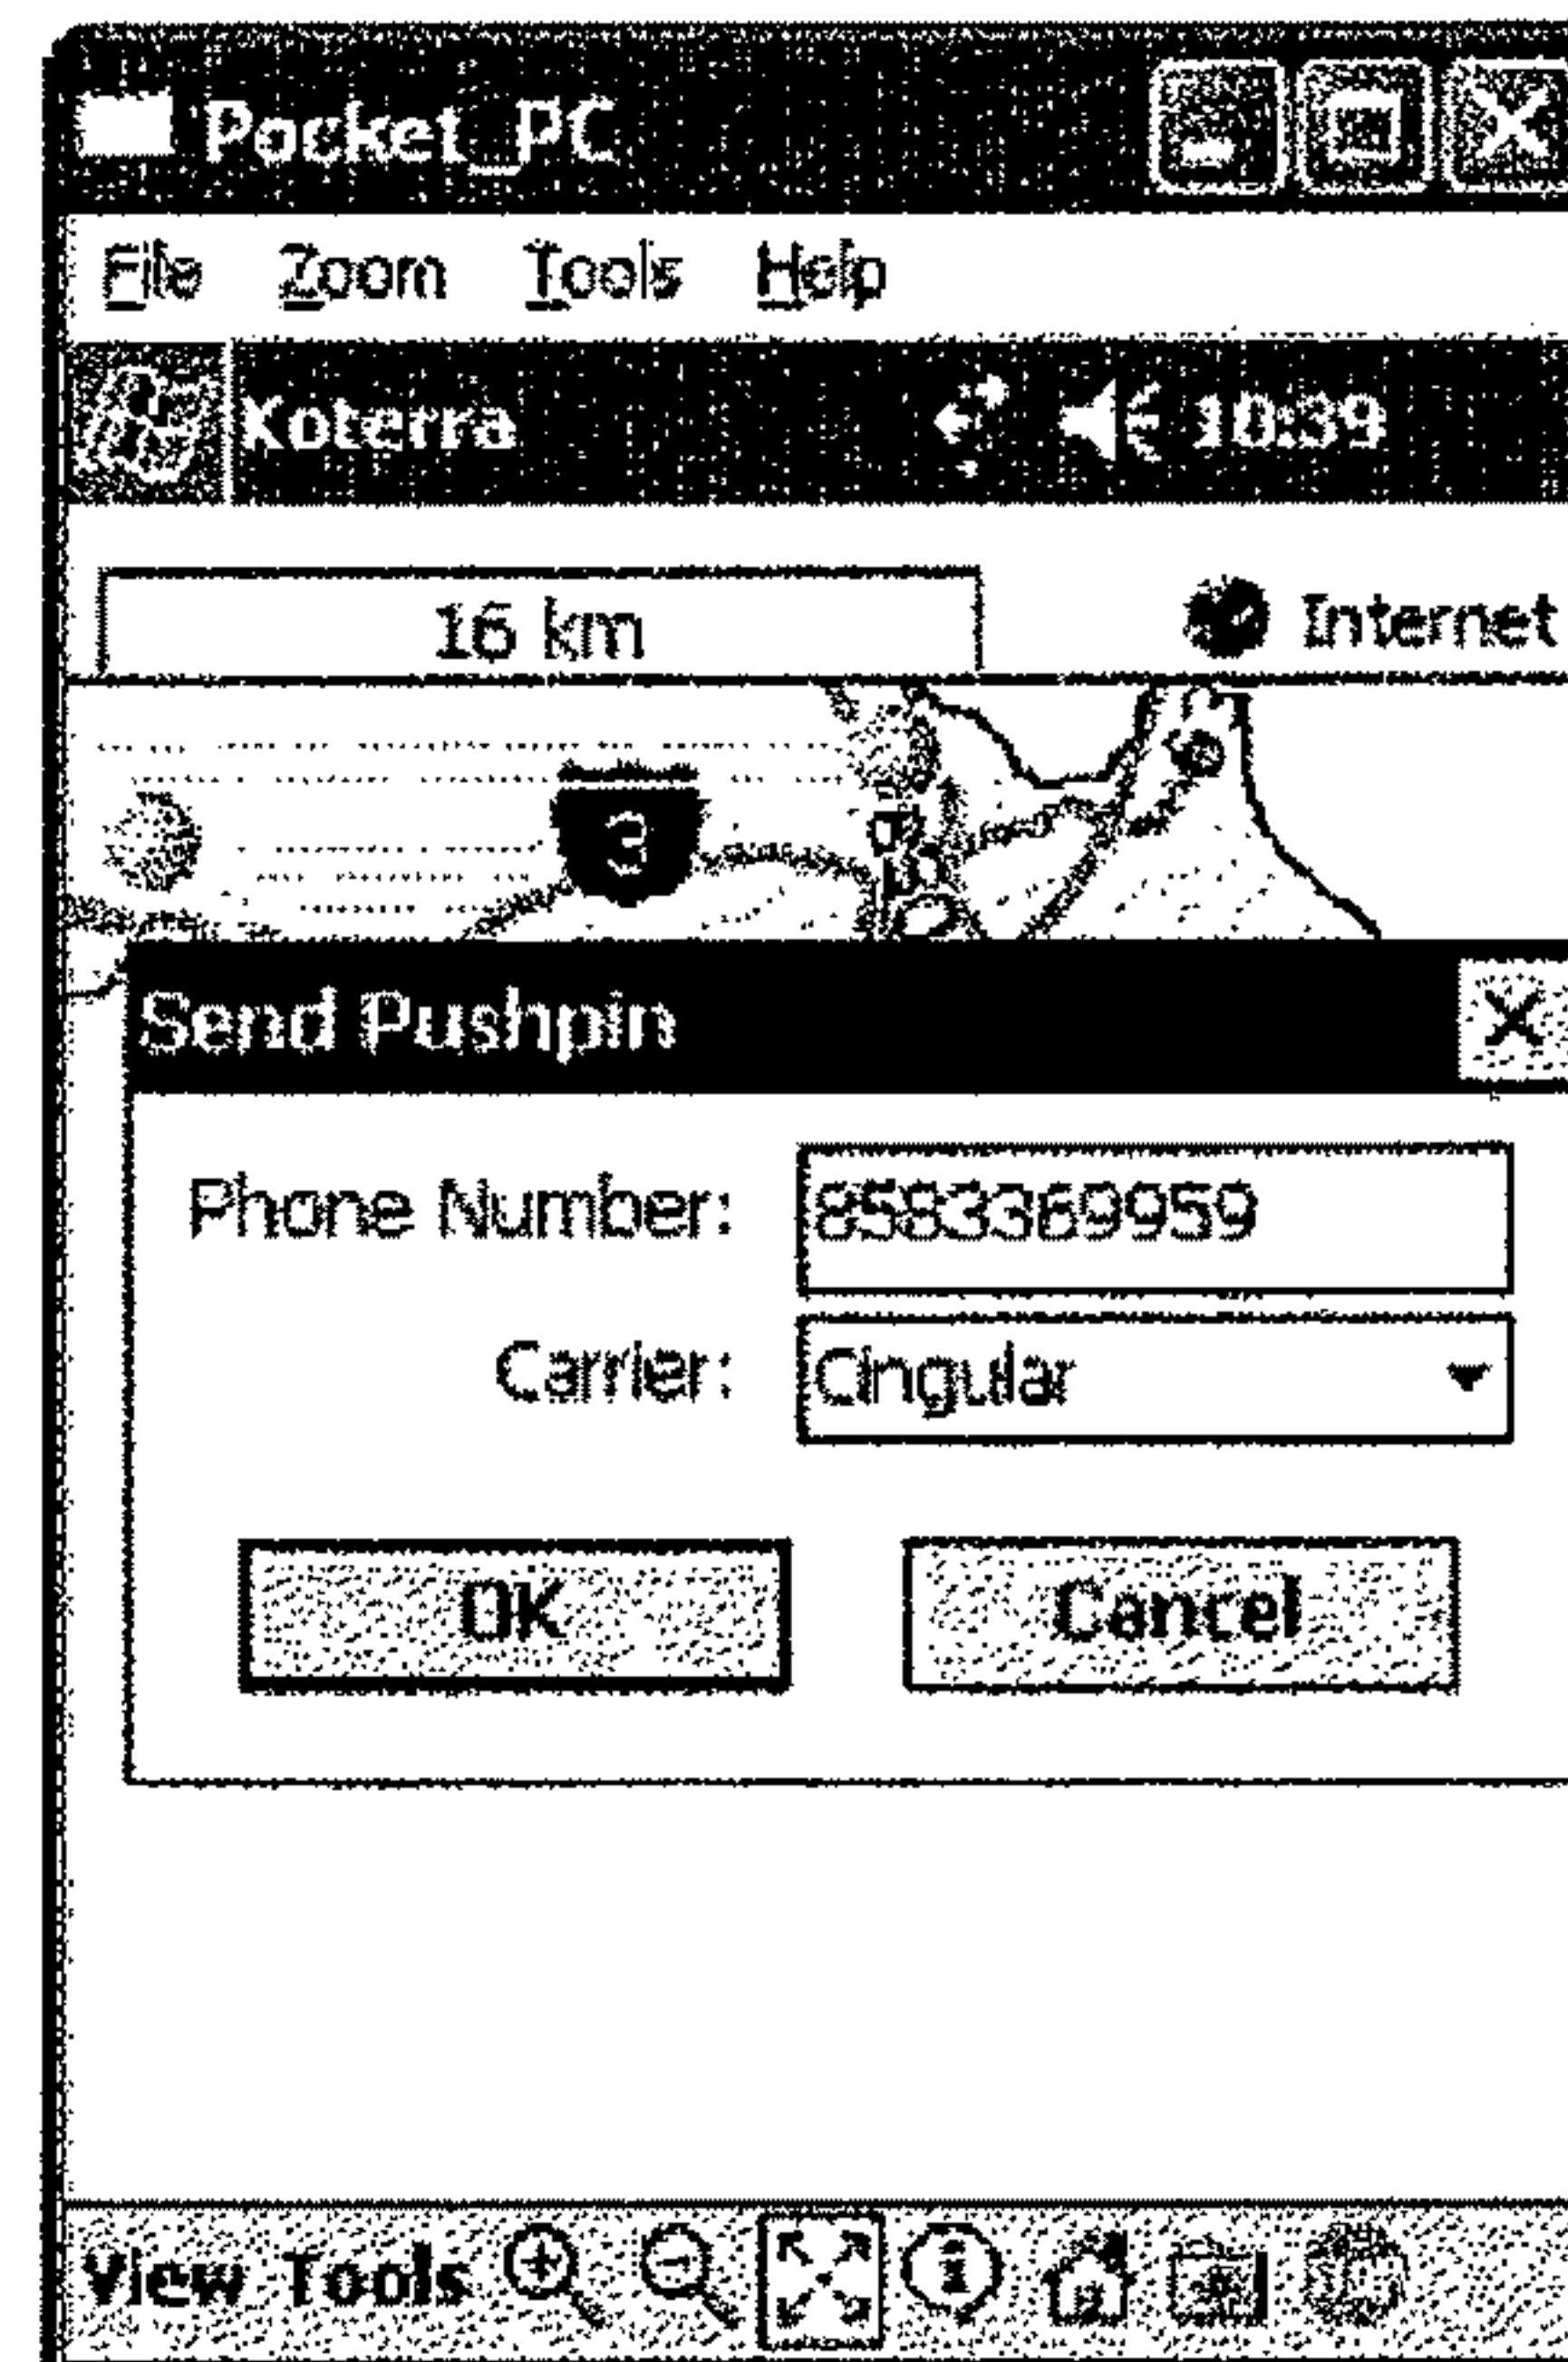 Pocket_PC
File Zoom Tools Help
Koterra 10:39
16 km Internet
3
Send Pushpin
Phone Number: 8583369959
Carrier: Cingular
OK Cancel
View Tools